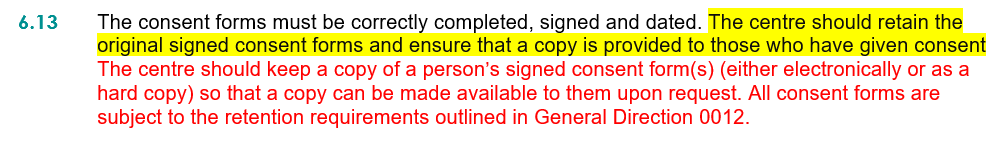 6.13 The consent forms must be correctly completed, signed and dated. The centre should retain the
original signed consent forms and ensure that a copy is provided to those who have given consent
The centre should keep a copy of a person's signed consent form(s) (either electronically or as a
hard copy) so that a copy can be made available to them upon request. All consent forms are
subject to the retention requirements outlined in General Direction 0012.